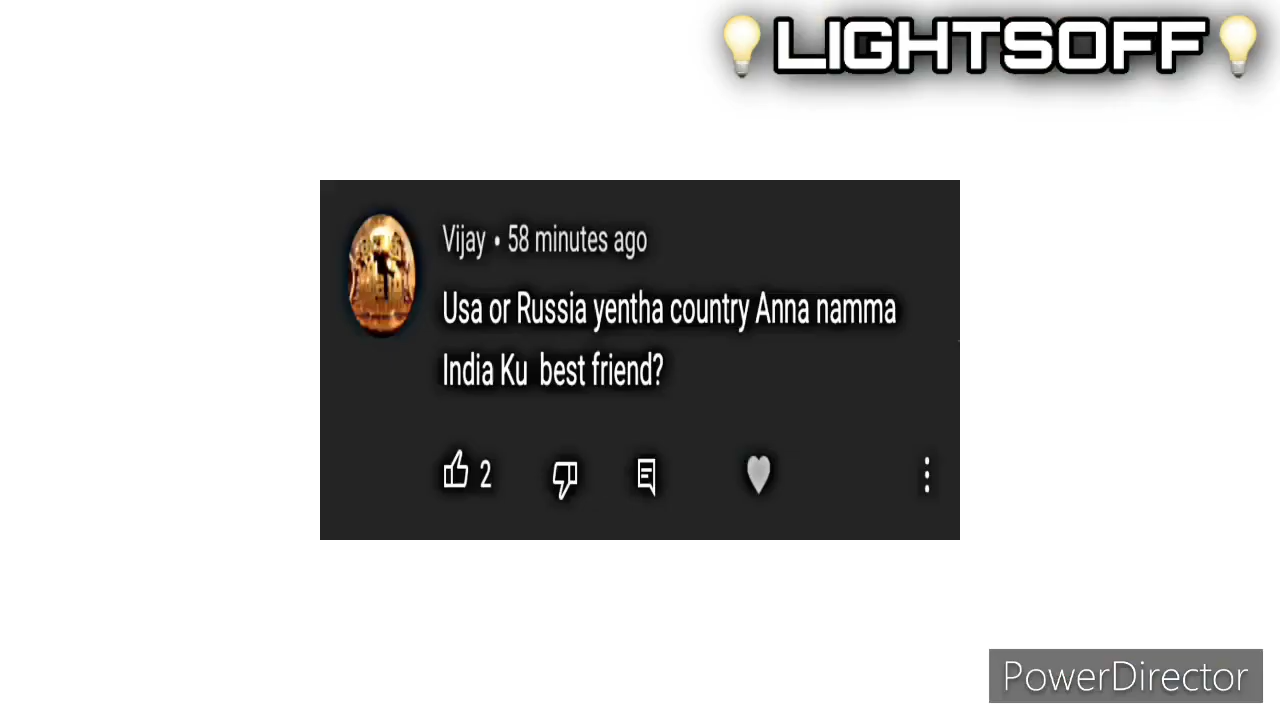 LIGHTSOFF
Vijay • 58 minutes ago
Usa or Russia yentha country Anna namma
India Ku best friend?
2
PowerDirector